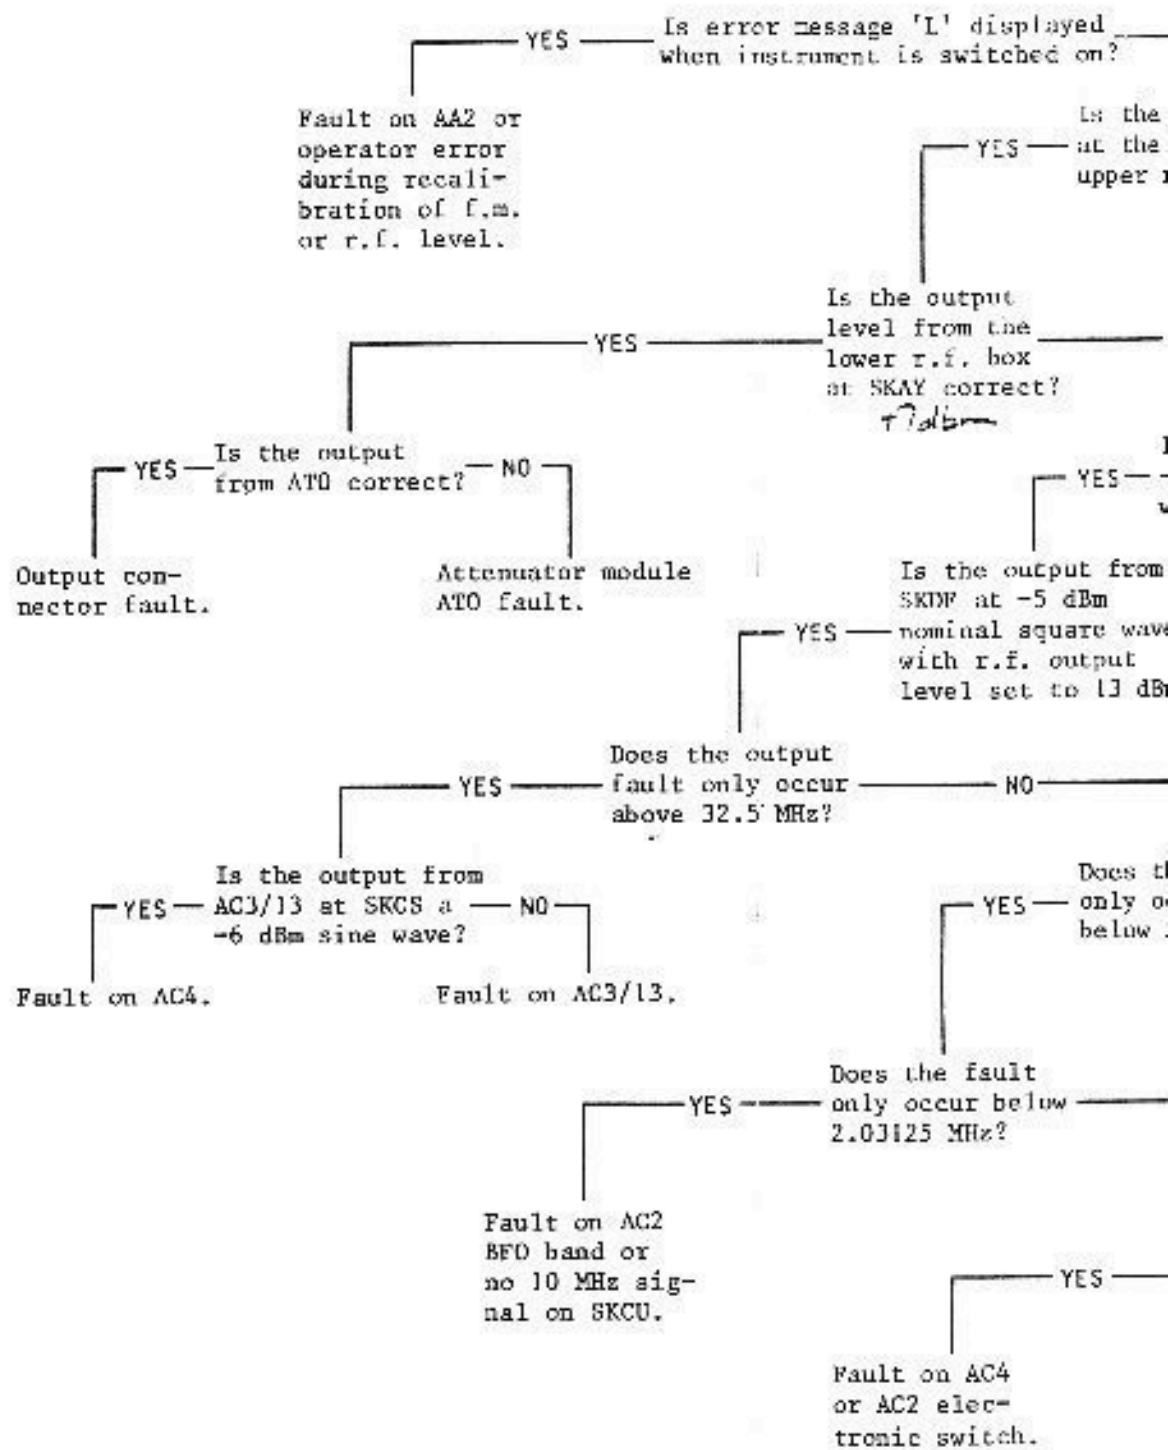 YES
Is error message 'L' displayed
when instrument is switched on?
Fault on AA2 or
operator error
during recali-
bration of f.m.
or r.f. level.
YES
Is the
at the
upper
Is the output
level from the
lower r.f. box
at SKAY correct?
+7dbm
YES
YES
Is the output
from ATO correct?
NO
Output con-
nector fault.
Attenuator module
ATO fault.
YES
Is the output from
SKDF at -5 dBm
nominal square wave
with r.f. output
level set to 13 dBm
YES
Does the output
fault only occur
above 32.5 MHz?
YES
NO
YES
Is the output from
AC3/13 at SKCS a
-6 dBm sine wave?
NO
Fault on AC4.
Fault on AC3/13.
YES
Does
only
below
Does the fault
only occur below
2.03125 MHz?
YES
Fault on AC2
BFO band or
no 10 MHz sig-
nal on SKCU.
YES
Fault on AC4
or AC2 elec-
tronic switch.